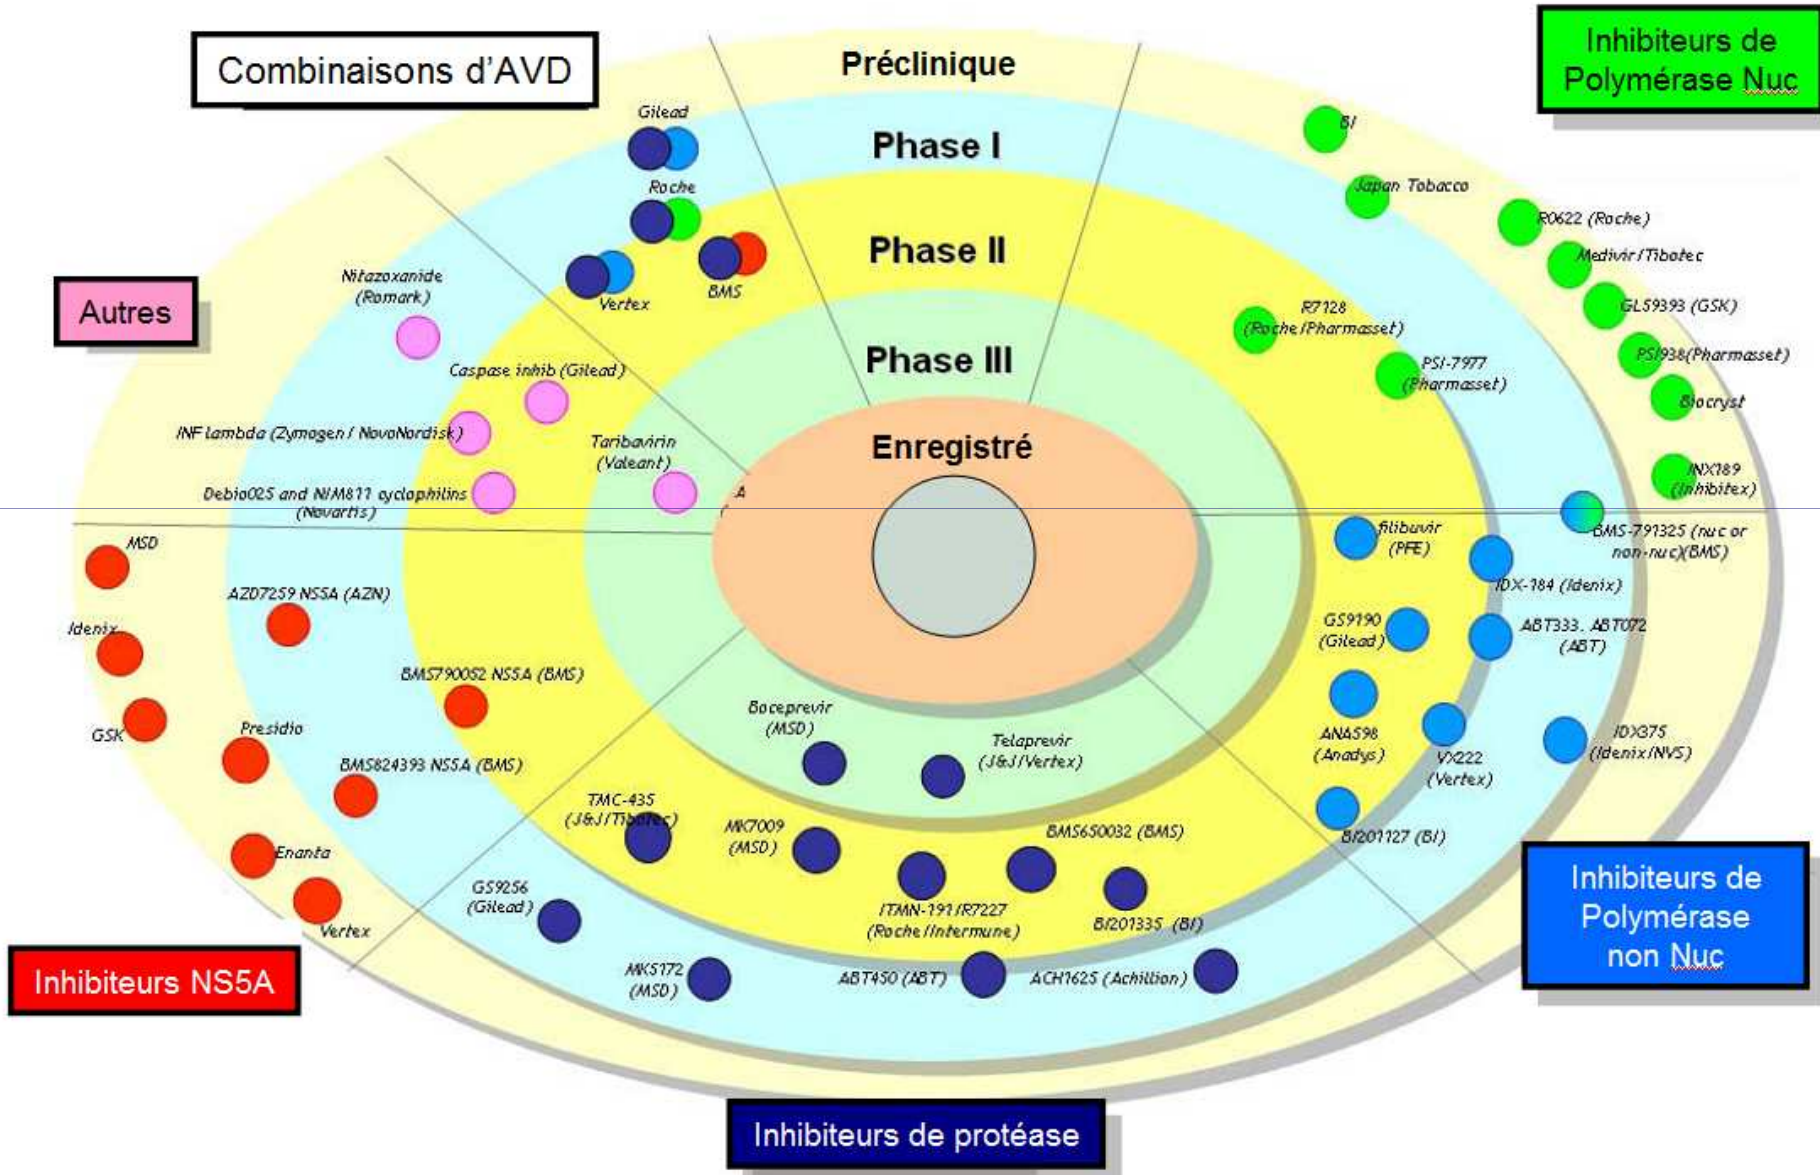 Combinaisons d'AVD
Préclinique
Phase I
Phase II
Phase III
Enregistré
Inhibiteurs de
Polymérase Nuc
Gilead
Roche
Vertex
BMS
BI
Japan Tobacco
R0622 (Roche)
Medivir/Tibotec
GL59393 (GSK)
PSI938(Pharmasset)
Biocryst
INX189
(Inhibitex)
R7128
(Roche/Pharmasset)
PSI-7977
(Pharmasset)
Autres
Nitazoxanide
(Romark)
Caspase inhib (Gilead)
INF lambda (Zymogen / NovoNordisk)
Debio025 and NIM811 cyclophilins
(Novartis)
Taribavirin
(Valeant)
A
BMS-791325 (nuc or
non-nuc)(BMS)
filibuvir
(PFE)
IDX-184 (Idenix)
GS9190
(Gilead)
ABT333. ABT072
(ABT)
ANA598
(Anadys)
VX222
(Vertex)
IDX375
(Idenix/NVS)
BI201127 (BI)
Inhibiteurs de
Polymérase
non Nuc
MSD
AZD7259 NS5A (AZN)
Idenix
BMS790052 NS5A (BMS)
GSK
Presidio
BMS824393 NS5A (BMS)
Enanta
Vertex
Inhibiteurs NS5A
Boceprevir
(MSD)
Telaprevir
(J&J/Vertex)
TMC-435
(J&J/Tibotec)
MK7009
(MSD)
BMS650032 (BMS)
ITMN-191/R7227
(Roche/Intermune)
BI201335 (BI)
GS9256
(Gilead)
MK5172
(MSD)
ABT450 (ABT)
ACH1625 (Achillion)
Inhibiteurs de protéase